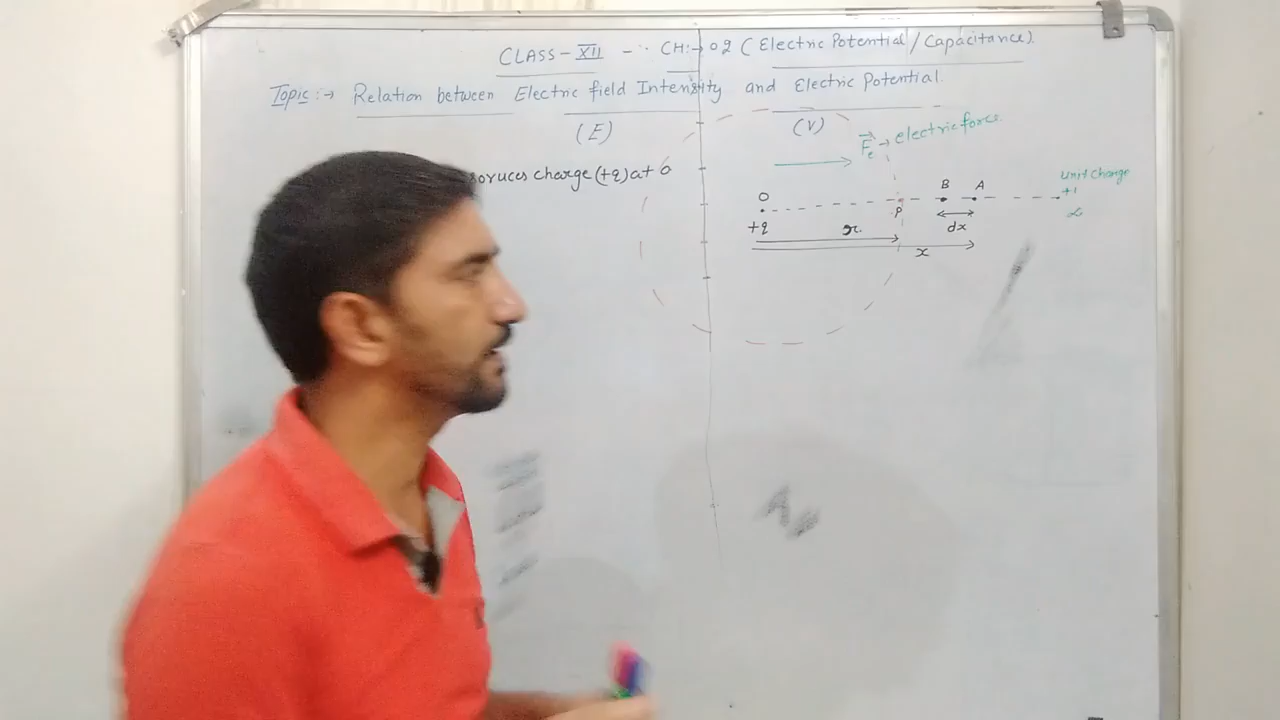 CLASS-XII - CH:→02 (Electric Potential / Capacitance).
Topic:→ Relation between Electric field Intensity and Electric Potential.
(E) (V)
F⃗e → electric force.
charge (+q) at O
unit charge
+1
∞
O P B A
+q r dx
x